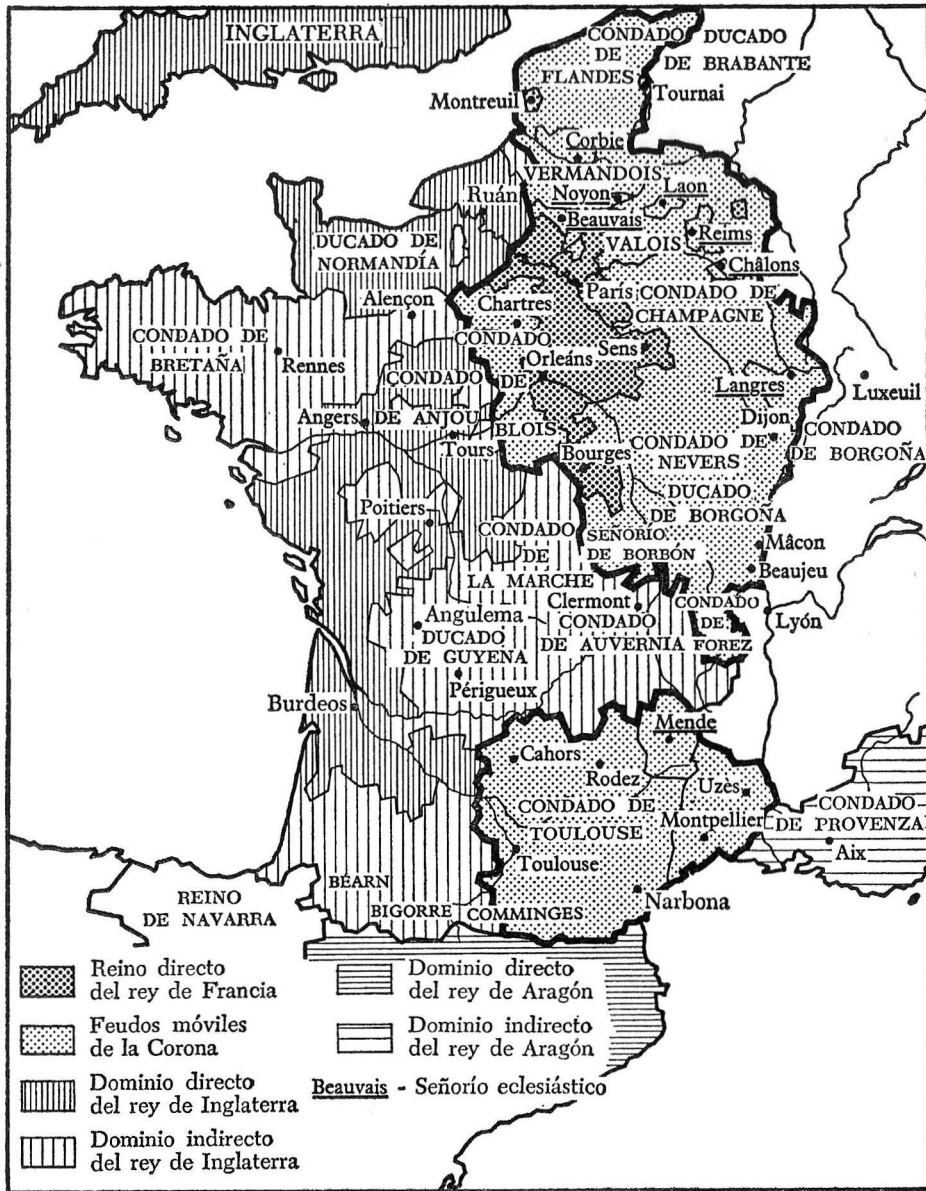 INGLATERRA
CONDADO
DE
FLANDES
DUCADO
DE BRABANTE
Montreuil
Tournai
Corbie
VERMANDOIS
Noyon
Laon
Ruán
Beauvais
Reims
DUCADO DE
NORMANDÍA
VALOIS
Châlons
Alençon
Chartres
París
CONDADO DE
CHAMPAGNE
CONDADO DE
BRETAÑA
Rennes
CONDADO
DE
BLOIS
Orleáns
Sens
CONDADO
DE ANJOU
Langres
Luxeuil
Angers
Tours
Dijon
CONDADO
DE BORGOÑA
Bourges
CONDADO DE
NEVERS
DUCADO
DE BORGOÑA
Poitiers
CONDADO
DE
LA MARCHE
SEÑORIO
DE BORBÓN
Mâcon
Beaujeu
Clermont
CONDADO
DE AUVERNIA
CONDADO
DE
FOREZ
Lyón
Angulema
DUCADO
DE GUYENA
Périgueux
Burdeos
Mende
Cahors
Rodez
Uzès
CONDADO DE
TOULOUSE
Montpellier
CONDADO
DE PROVENZA
Toulouse
Aix
REINO
DE NAVARRA
BÉARN
BIGORRE
COMMINGES
Narbona
Reino directo
del rey de Francia
Feudos móviles
de la Corona
Dominio directo
del rey de Inglaterra
Dominio indirecto
del rey de Inglaterra
Dominio directo
del rey de Aragón
Dominio indirecto
del rey de Aragón
Beauvais - Señorío eclesiástico